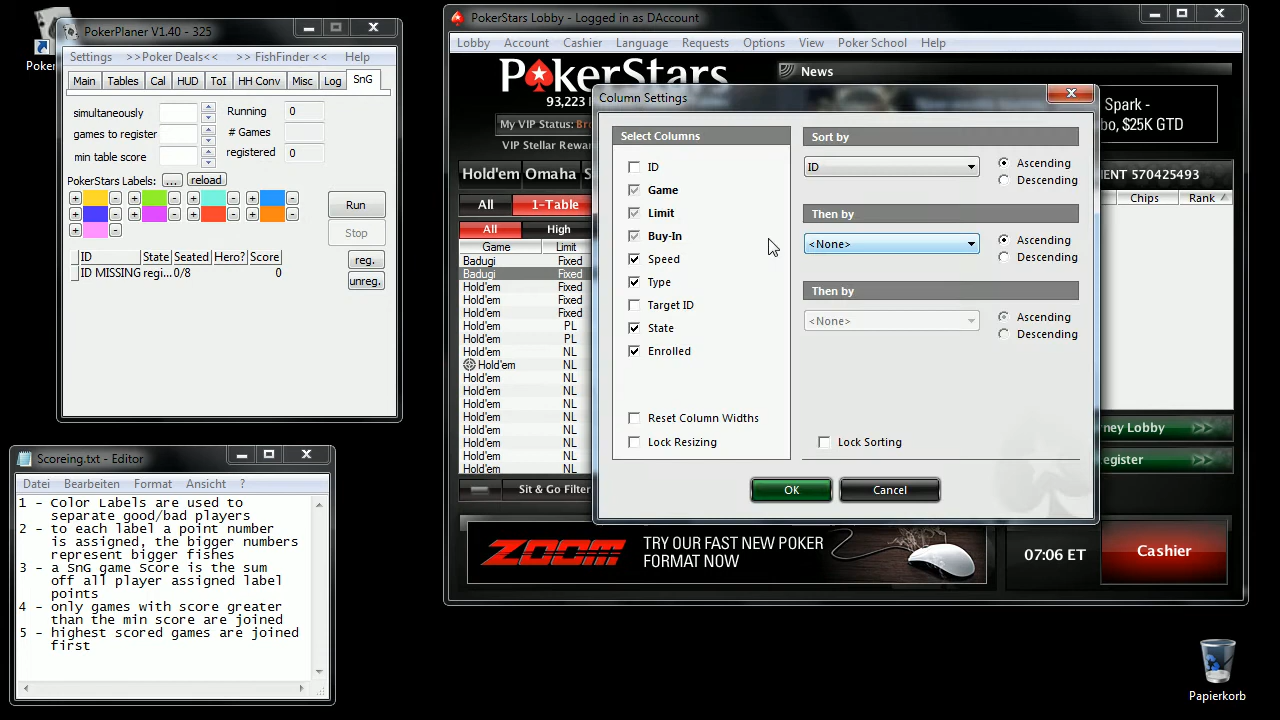 Poker
PokerPlaner V1.40 - 325
Settings >>Poker Deals<< >> FishFinder << Help
Main Tables Cal HUD ToI HH Conv Misc Log SnG
simultaneously
games to register
min table score
Running 0
# Games
registered 0
PokerStars Labels: ... reload
+ - + - + - + -
+ - + - + - + -
+ -
Run
Stop
ID State Seated Hero? Score
ID MISSING regi... 0/8 0
reg.
unreg.
Scoreing.txt - Editor
Datei Bearbeiten Format Ansicht ?
1 - Color Labels are used to
separate good/bad players
2 - to each label a point number
is assigned, the bigger numbers
represent bigger fishes
3 - a SnG game Score is the sum
off all player assigned label
points
4 - only games with score greater
than the min score are joined
5 - highest scored games are joined
first
PokerStars Lobby - Logged in as DAccount
Lobby Account Cashier Language Requests Options View Poker School Help
PokerStars
93,223
My VIP Status: Br
VIP Stellar Rewa
News
Spark -
bo, $25K GTD
Hold'em Omaha S
All 1-Table
All High
Game Limit
Badugi Fixed
Badugi Fixed
Hold'em Fixed
Hold'em Fixed
Hold'em Fixed
Hold'em PL
Hold'em PL
Hold'em NL
Hold'em NL
Hold'em NL
Hold'em NL
Hold'em NL
Hold'em NL
Hold'em NL
Hold'em NL
Hold'em NL
Hold'em NL
Sit & Go Filter
ENT 570425493
Chips Rank
ney Lobby >>
egister >>
Column Settings
Select Columns
ID
Game
Limit
Buy-In
Speed
Type
Target ID
State
Enrolled
Reset Column Widths
Lock Resizing
Sort by
ID
Ascending
Descending
Then by
<None>
Ascending
Descending
Then by
<None>
Ascending
Descending
Lock Sorting
OK Cancel
ZOOM
TRY OUR FAST NEW POKER
FORMAT NOW
07:06 ET
Cashier
Papierkorb